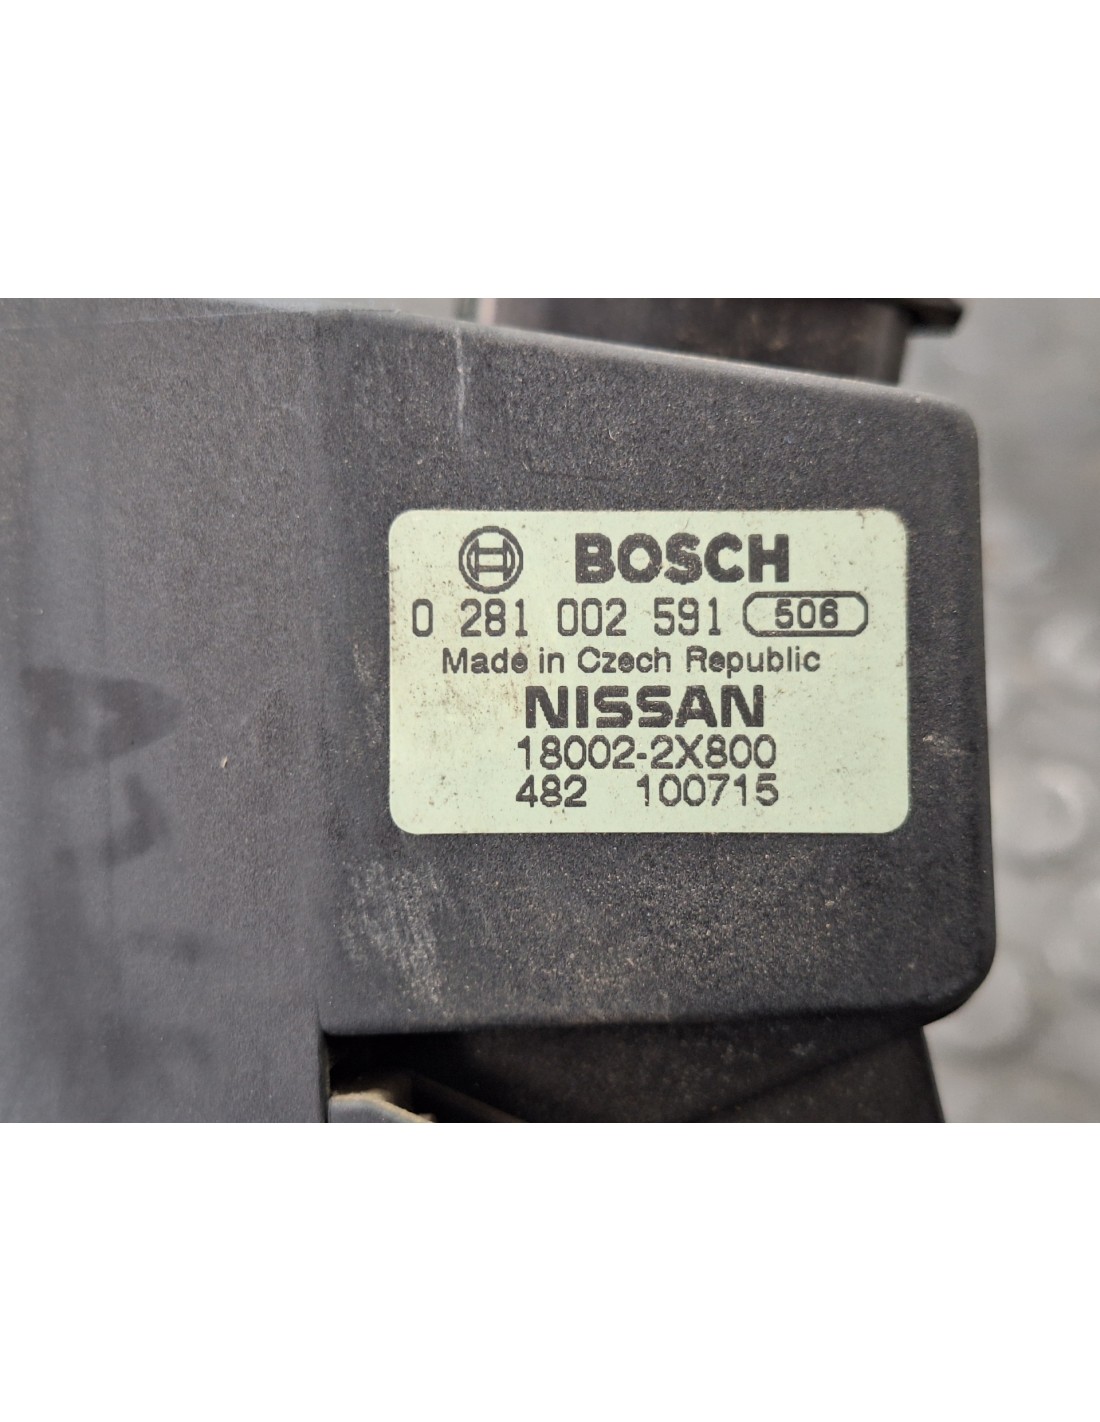 BOSCH
0 281 002 591 506
Made in Czech Republic
NISSAN
18002-2X800
482 100715